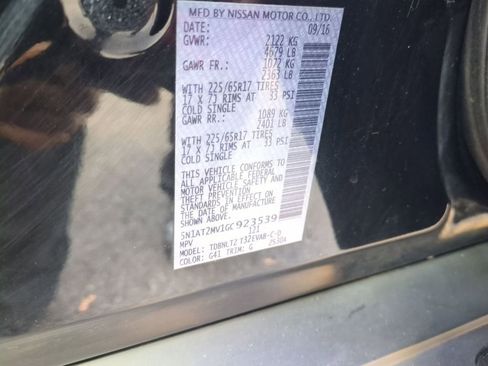 MFD BY NISSAN MOTOR CO., LTD.
DATE: 09/16
GVWR: 2122 KG
4679 LB
GAWR FR.: 1072 KG
2363 LB
WITH 225/65R17 TIRES
17 X 7J RIMS AT 33 PSI
COLD SINGLE
GAWR RR.: 1089 KG
2401 LB
WITH 225/65R17 TIRES
17 X 7J RIMS AT 33 PSI
COLD SINGLE
THIS VEHICLE CONFORMS TO
ALL APPLICABLE FEDERAL
MOTOR VEHICLE SAFETY AND
THEFT PREVENTION STANDARDS
IN EFFECT ON THE DATE OF
MANUFACTURE
SHOWN ABOVE.
5N1AT2MV1GC923539
MPV 121
MODEL: TDBNLTZ T32EVAB-C-D
COLOR: G41 TRIM: G